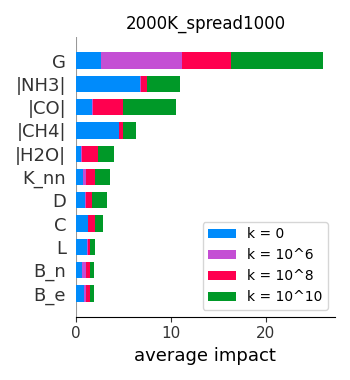 2000K_spread1000
G
|NH3|
|CO|
|CH4|
|H2O|
K_nn
D
C
L
B_n
B_e
k = 0
k = 10^6
k = 10^8
k = 10^10
0 10 20
average impact